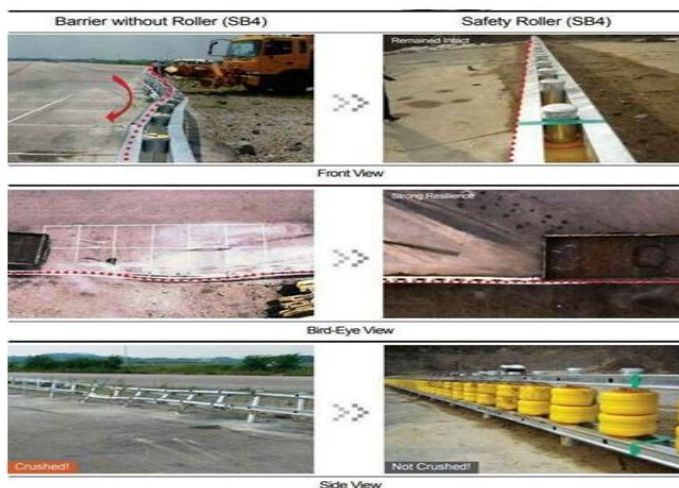 Barrier without Roller (SB4)
Safety Roller (SB4)
Remained Intact
Front View
Strong Resilience
Bird-Eye View
Crushed!
Not Crushed!
Side View